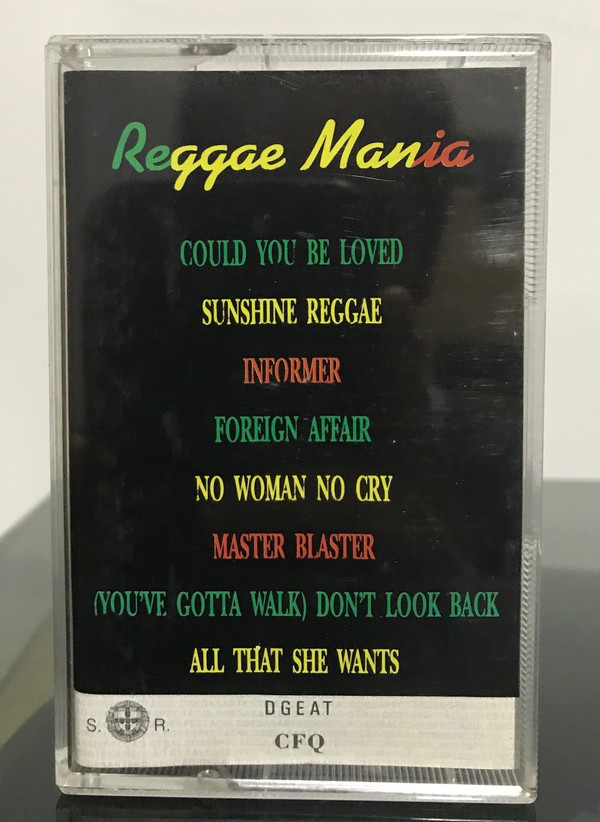 Reggae Mania
COULD YOU BE LOVED
SUNSHINE REGGAE
INFORMER
FOREIGN AFFAIR
NO WOMAN NO CRY
MASTER BLASTER
(YOU'VE GOTTA WALK) DON'T LOOK BACK
ALL THAT SHE WANTS
DGEAT
S. R.
CFQ